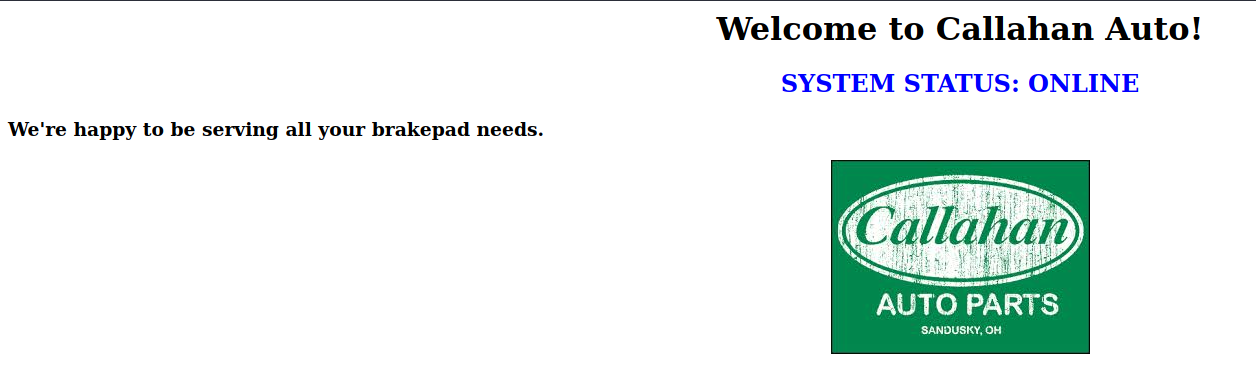 Welcome to Callahan Auto!
SYSTEM STATUS: ONLINE
We're happy to be serving all your brakepad needs.
Callahan
AUTO PARTS
SANDUSKY, OH